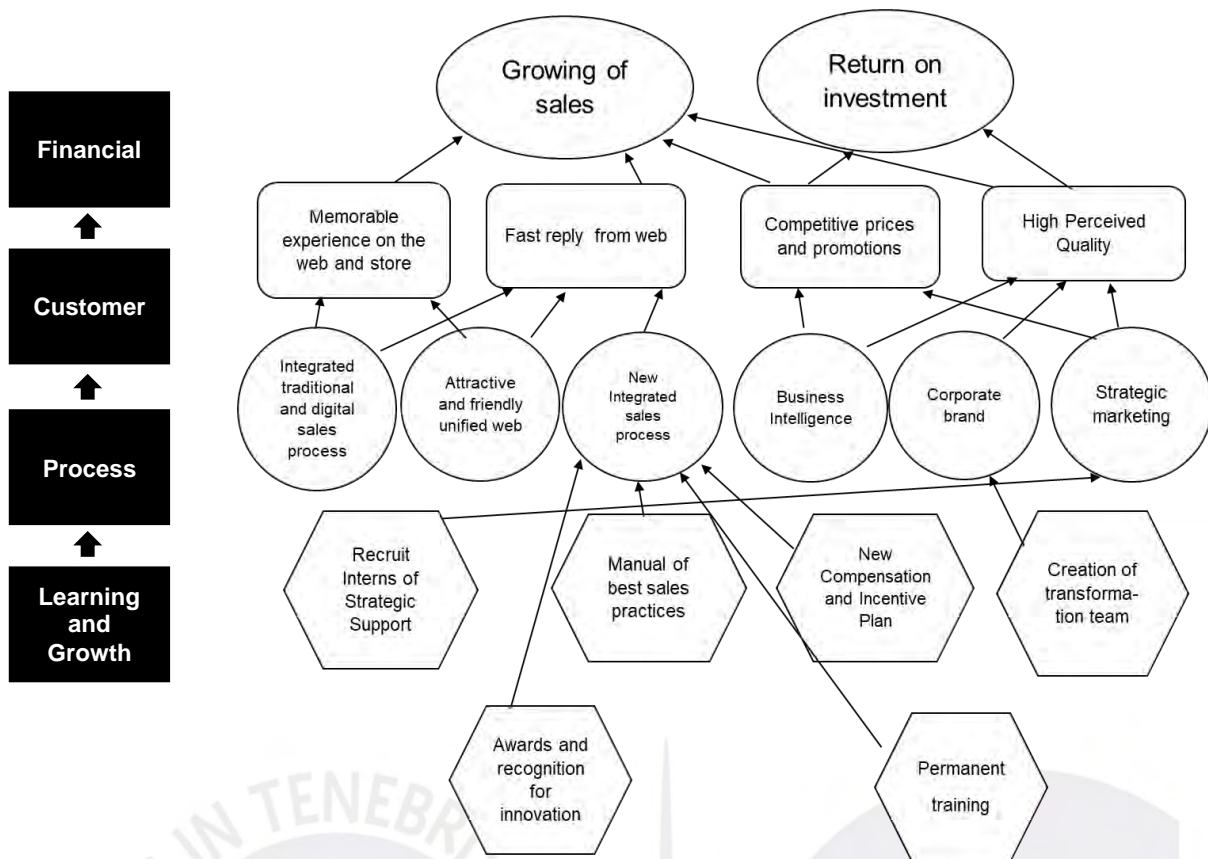 Growing of
sales
Return on
investment
Financial
Memorable
experience on the
web and store
Fast reply from web
Competitive prices
and promotions
High Perceived
Quality
Customer
Integrated
traditional
and digital
sales
process
Attractive
and friendly
unified web
New
Integrated
sales
process
Business
Intelligence
Corporate
brand
Strategic
marketing
Process
Recruit
Interns of
Strategic
Support
Manual of
best sales
practices
New
Compensation
and Incentive
Plan
Creation of
transforma-
tion team
Learning
and
Growth
Awards and
recognition
for
innovation
Permanent
training
IN TENEBR